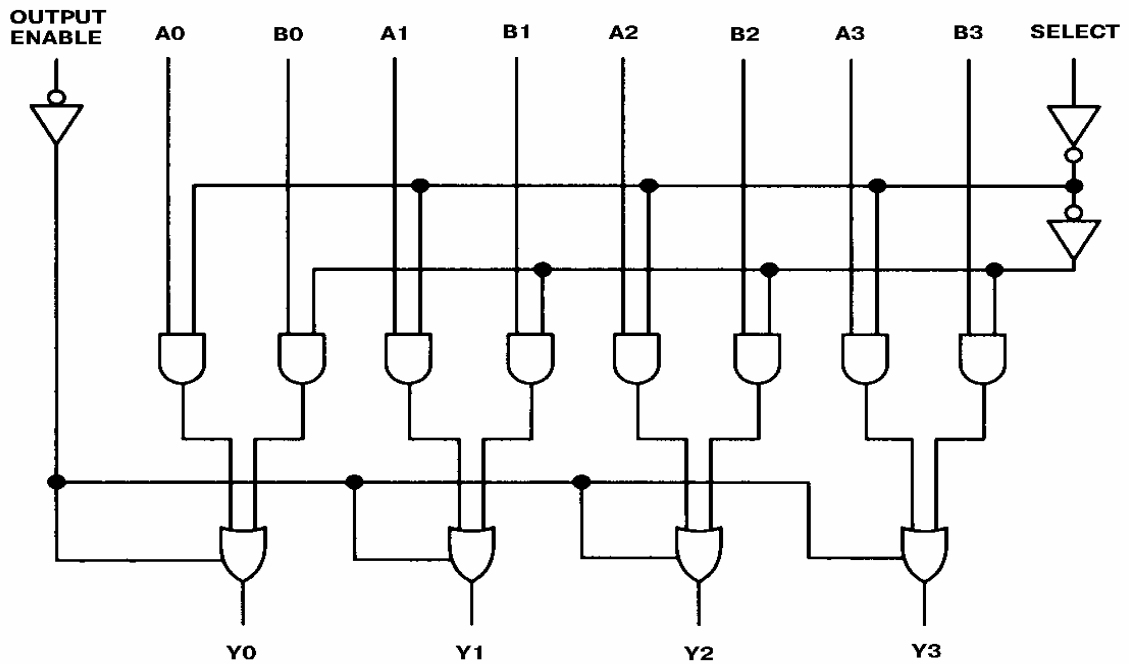 OUTPUT
ENABLE
A0
B0
A1
B1
A2
B2
A3
B3
SELECT
Y0
Y1
Y2
Y3